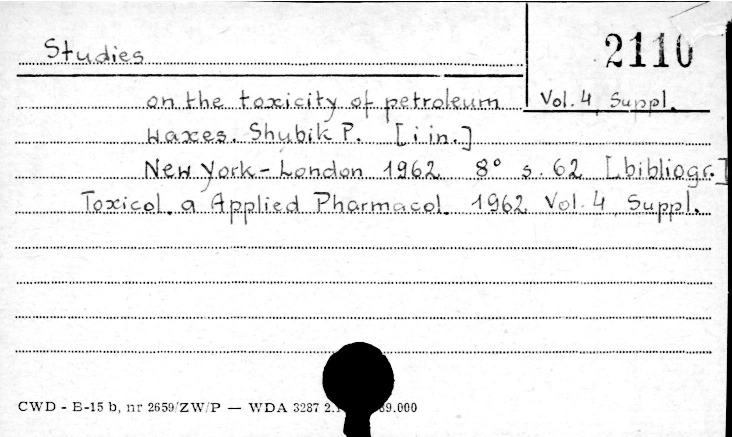 Studies
2110
on the toxicity of petroleum
Vol. 4, Suppl.
Waxes. Shubik P. [i in.]
New York - London 1962 8° s. 62 [bibliogr.]
Toxicol. a Applied Pharmacol. 1962 Vol. 4, Suppl.
CWD - B-15 b, nr 2659/ZW/P — WDA 3287